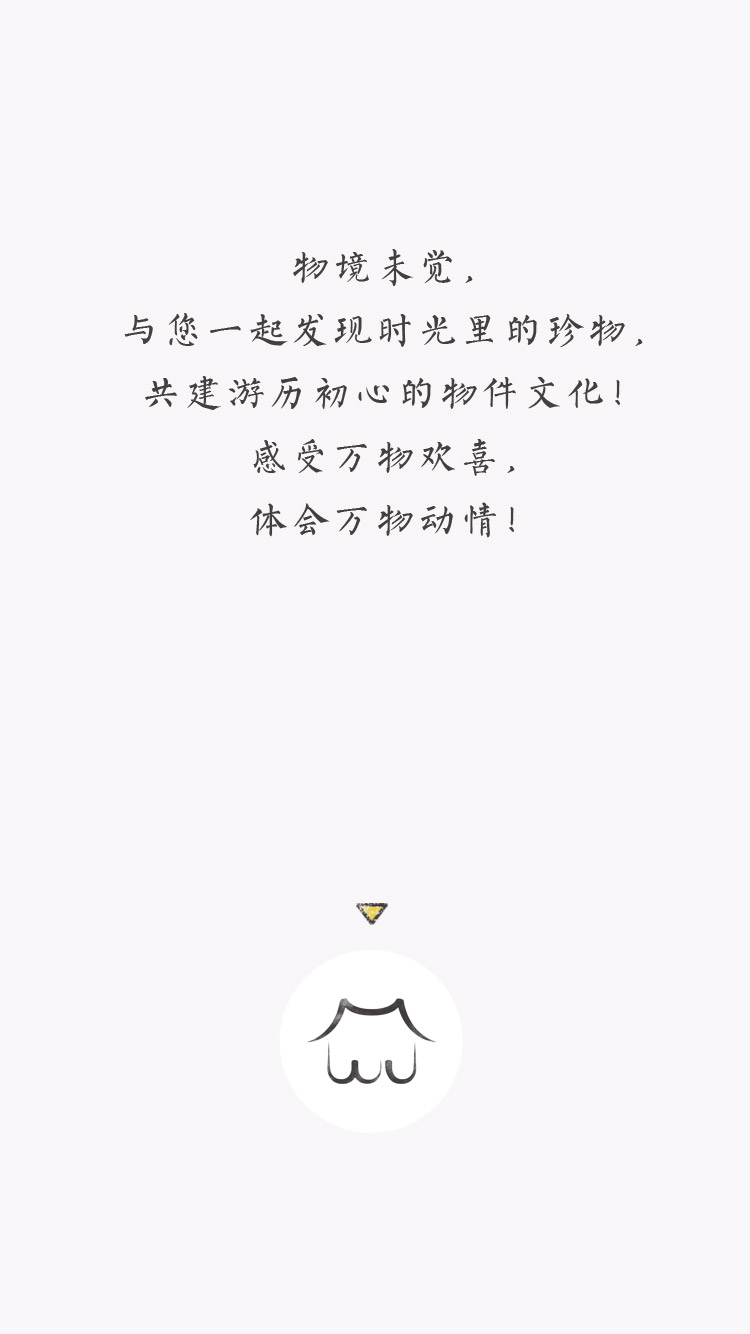 物境未觉，
与您一起发现时光里的珍物，
共建游历初心的物件文化！
感受万物欢喜，
体会万物动情！